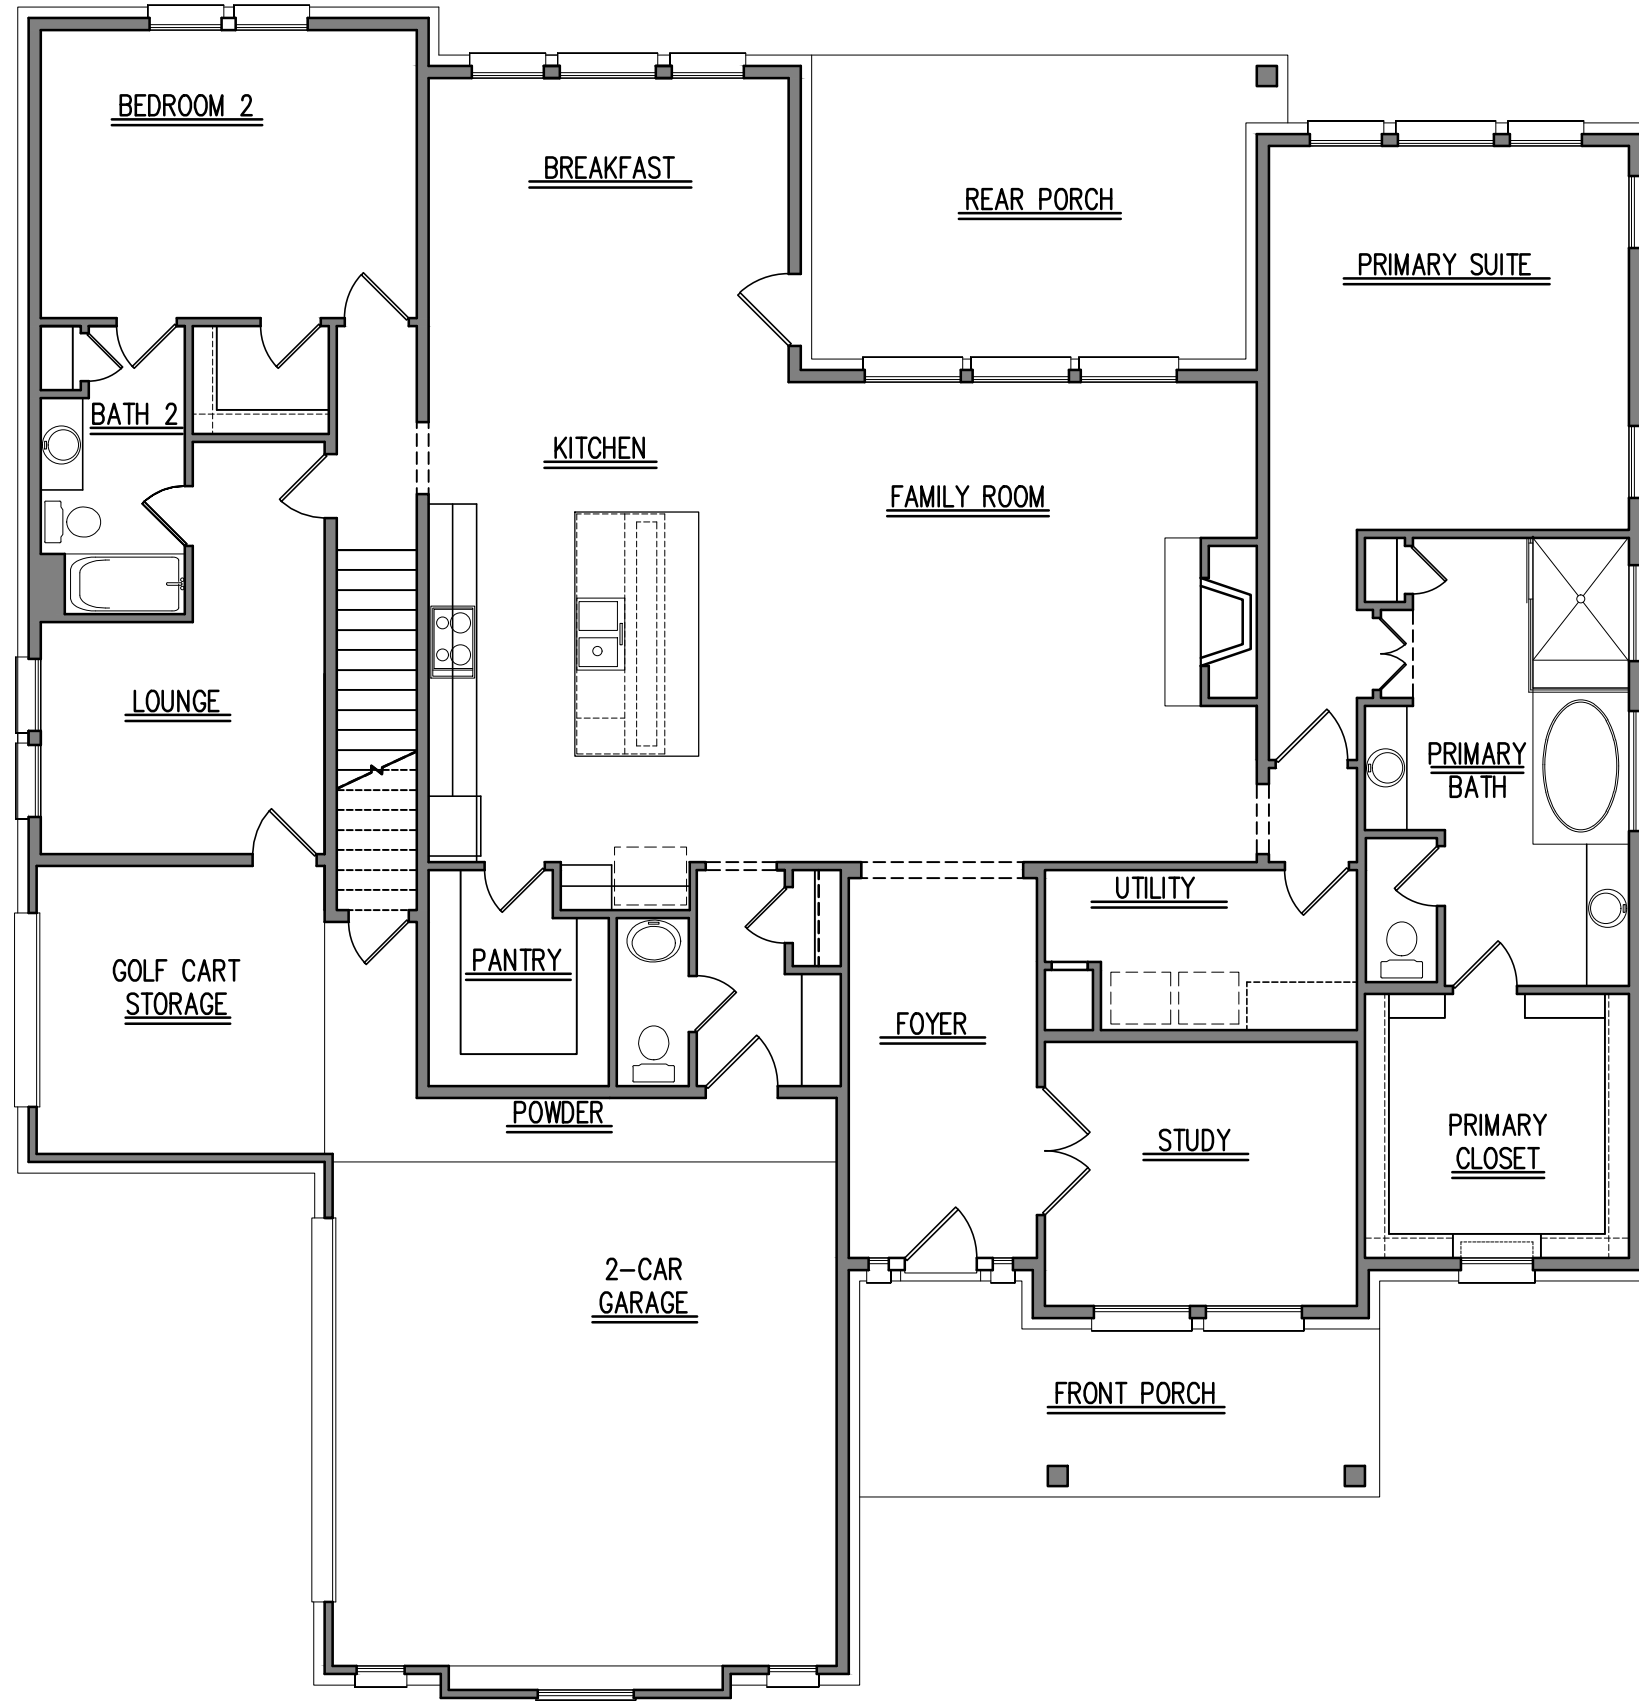 BEDROOM 2
BREAKFAST
REAR PORCH
PRIMARY SUITE
BATH 2
KITCHEN
FAMILY ROOM
LOUNGE
PRIMARY
BATH
UTILITY
PANTRY
GOLF CART
STORAGE
FOYER
POWDER
STUDY
PRIMARY
CLOSET
2-CAR
GARAGE
FRONT PORCH